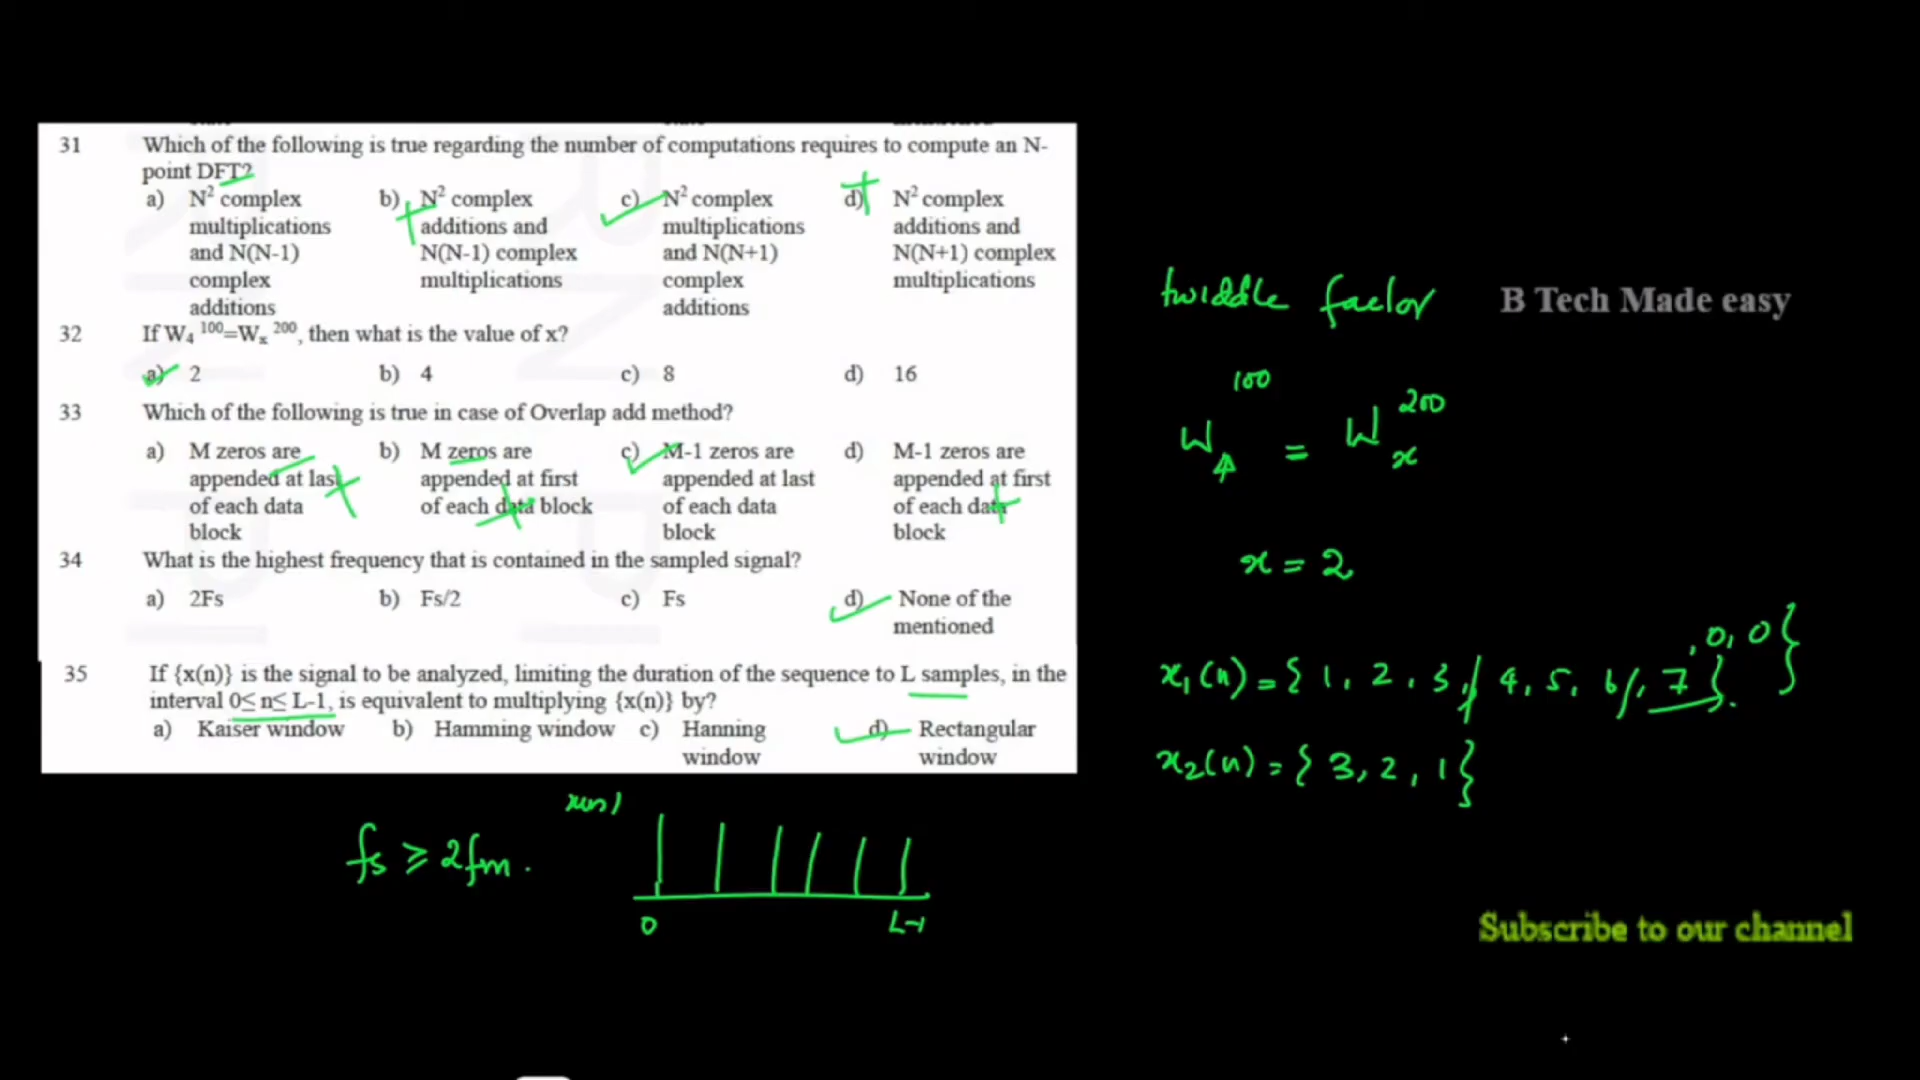 31 Which of the following is true regarding the number of computations requires to compute an N-
point DFT?
a) N² complex b) N² complex c) N² complex d) N² complex
multiplications additions and multiplications additions and
and N(N-1) N(N-1) complex and N(N+1) N(N+1) complex
complex multiplications complex multiplications
additions additions
32 If W₄ ¹⁰⁰=Wₓ ²⁰⁰, then what is the value of x?
a) 2 b) 4 c) 8 d) 16
33 Which of the following is true in case of Overlap add method?
a) M zeros are b) M zeros are c) M-1 zeros are d) M-1 zeros are
appended at last appended at first appended at last appended at first
of each data of each data block of each data of each data
block block block
34 What is the highest frequency that is contained in the sampled signal?
a) 2Fs b) Fs/2 c) Fs d) None of the
mentioned
35 If {x(n)} is the signal to be analyzed, limiting the duration of the sequence to L samples, in the
interval 0≤ n≤ L-1, is equivalent to multiplying {x(n)} by?
a) Kaiser window b) Hamming window c) Hanning d) Rectangular
window window
fs ≥ 2fm.
x(n)
0 L-1
twiddle factor
B Tech Made easy
W₄¹⁰⁰ = Wₓ²⁰⁰
x = 2
x₁(n) = { 1, 2, 3, / 4, 5, 6/, 7 }, 0, 0 }
x₂(n) = { 3, 2, 1 }
Subscribe to our channel